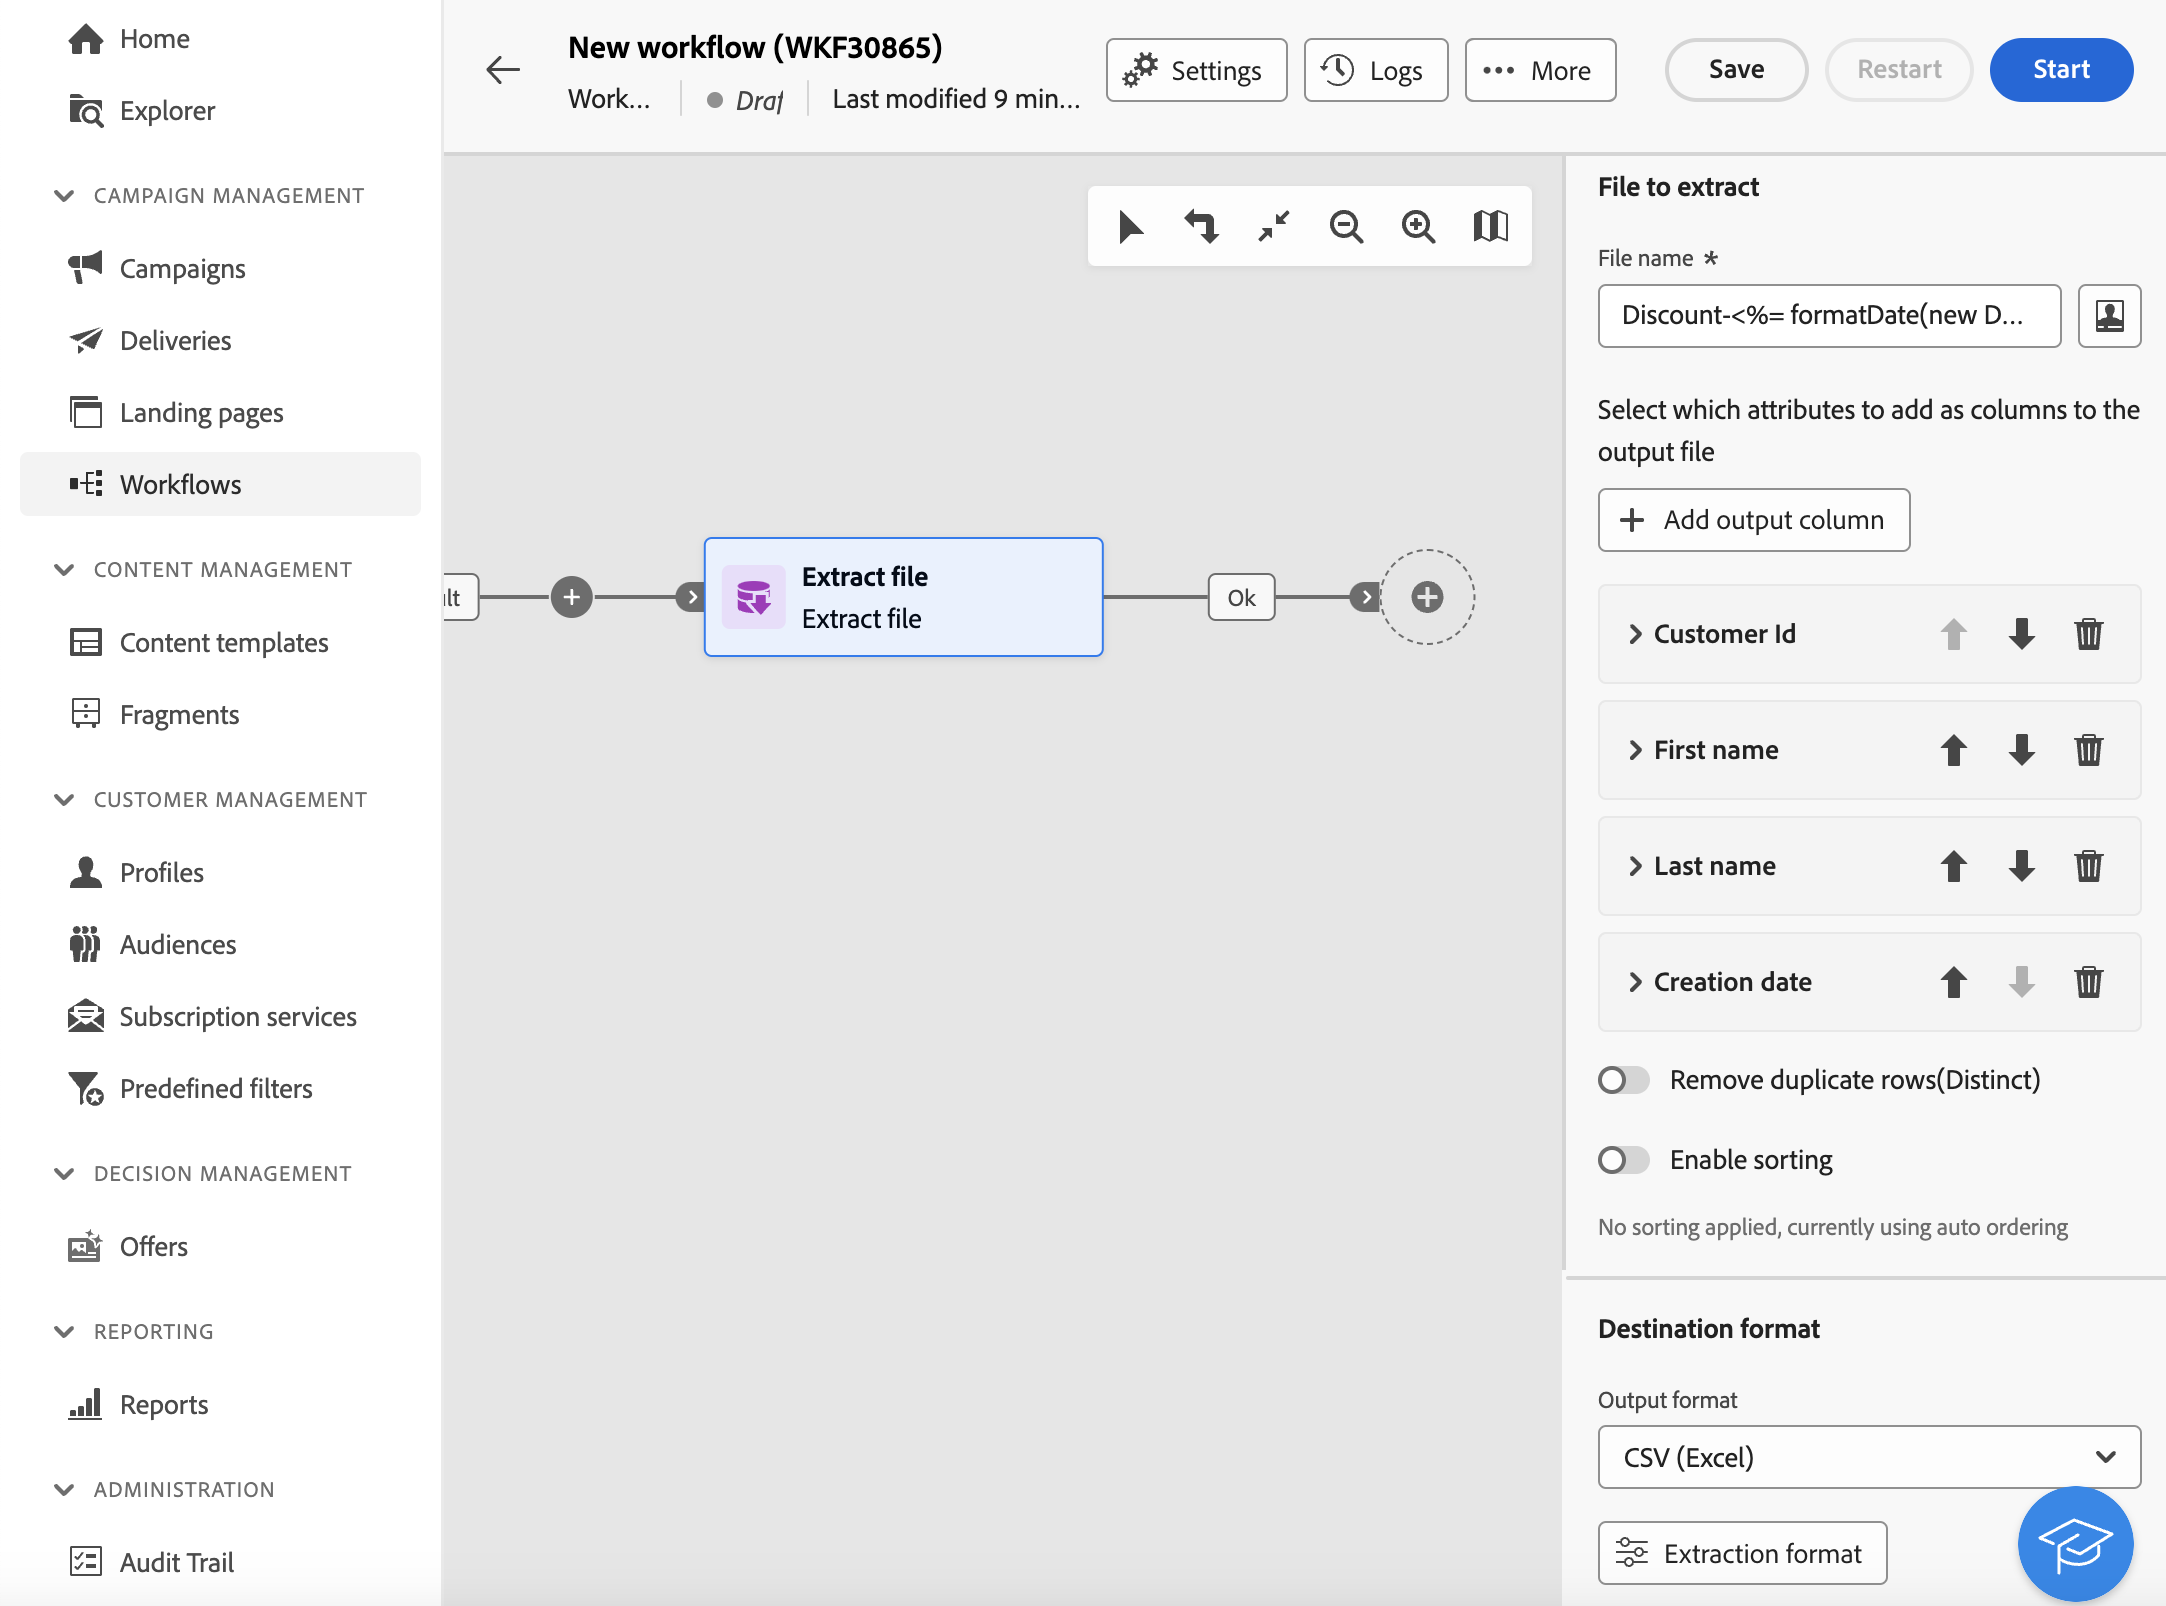 Home
Explorer
CAMPAIGN MANAGEMENT
Campaigns
Deliveries
Landing pages
Workflows
CONTENT MANAGEMENT
Content templates
Fragments
CUSTOMER MANAGEMENT
Profiles
Audiences
Subscription services
Predefined filters
DECISION MANAGEMENT
Offers
REPORTING
Reports
ADMINISTRATION
Audit Trail
New workflow (WKF30865)
Work...
Draf
Last modified 9 min...
Settings
Logs
More
Save
Restart
Start
lt
Extract file
Extract file
Ok
File to extract
File name *
Discount-<%= formatDate(new D...
Select which attributes to add as columns to the
output file
Add output column
Customer Id
First name
Last name
Creation date
Remove duplicate rows(Distinct)
Enable sorting
No sorting applied, currently using auto ordering
Destination format
Output format
CSV (Excel)
Extraction format